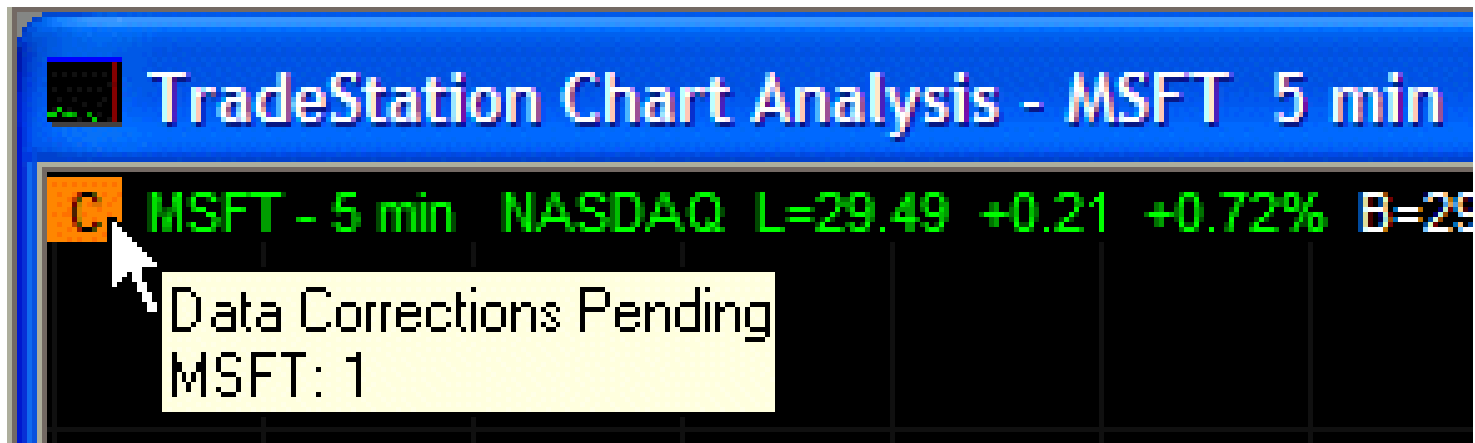 TradeStation Chart Analysis - MSFT 5 min
C MSFT - 5 min NASDAQ L=29.49 +0.21 +0.72% B=29
Data Corrections Pending
MSFT: 1